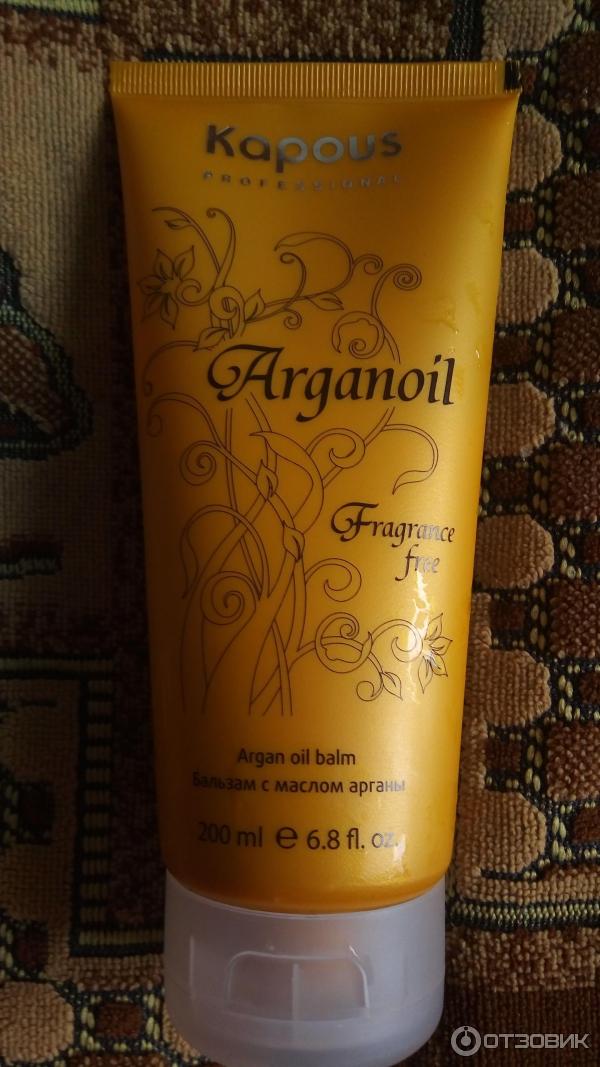 Kapous
PROFESSIONAL
Arganoil
Fragrance
free
Argan oil balm
Бальзам с маслом арганы
200 ml ℮ 6.8 fl. oz.
ОТЗОВИК